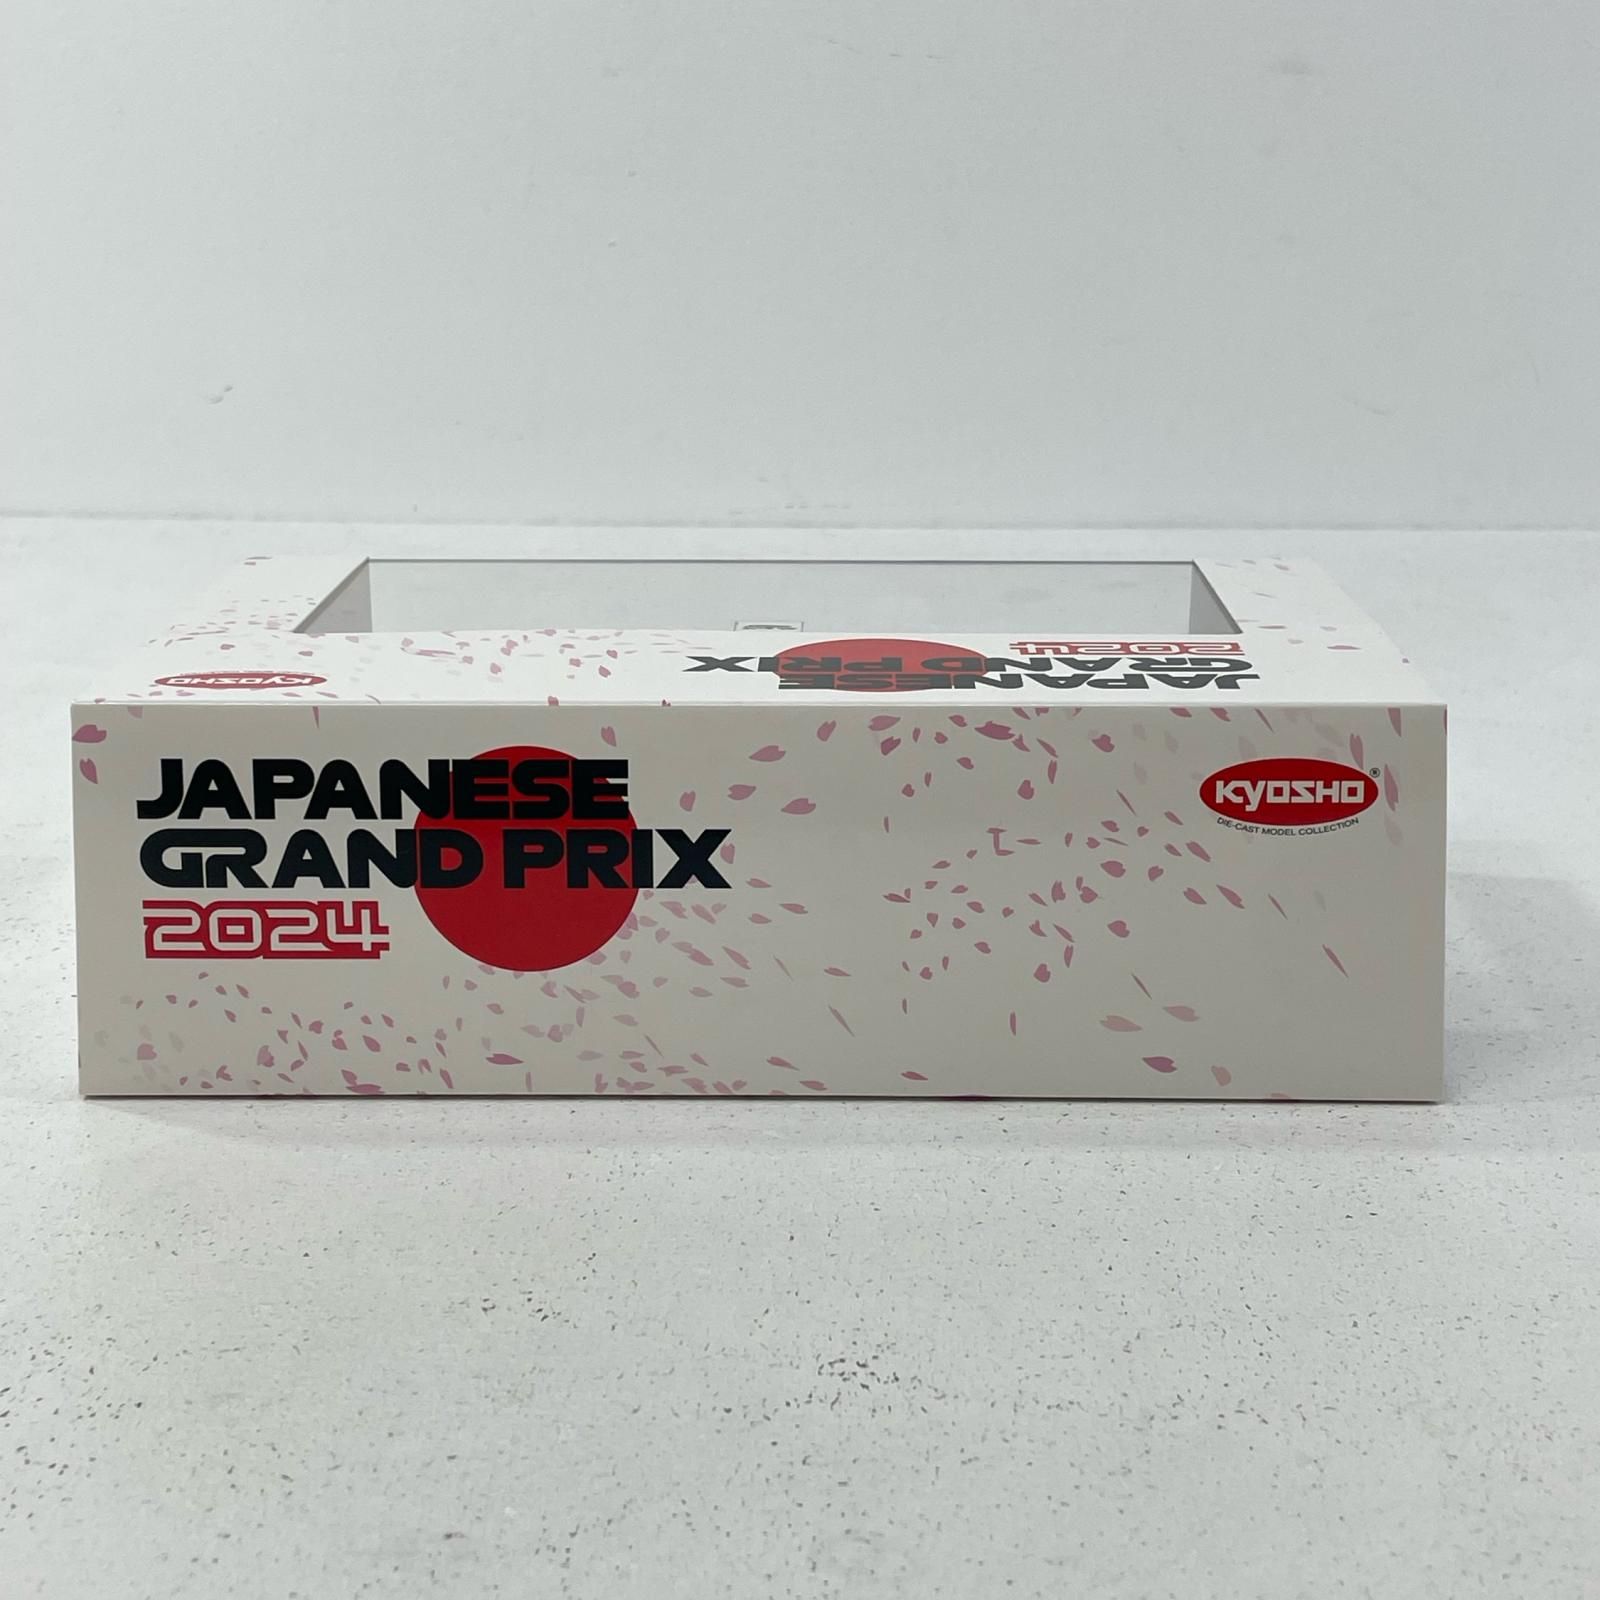 2024
GRAND PRIX
JAPANESE
KYOSHO
JAPANESE
GRAND PRIX
2024
KYOSHO®
DIE-CAST MODEL COLLECTION